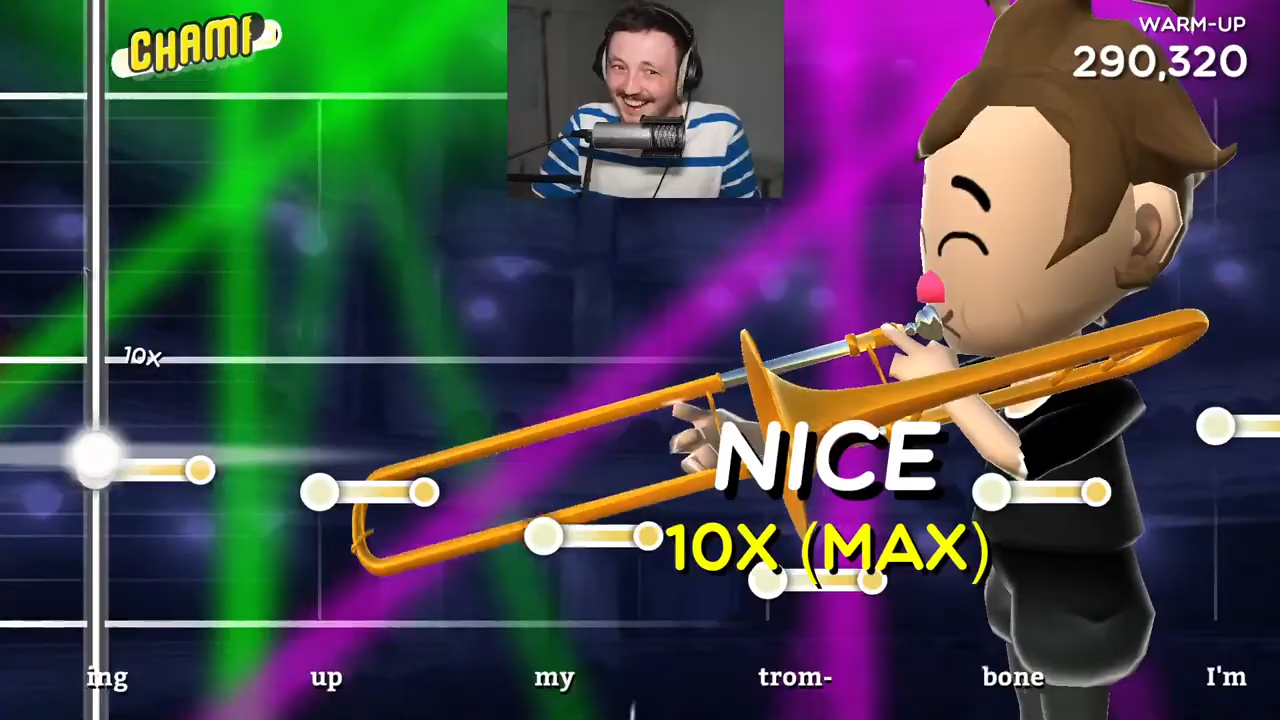 CHAMP
WARM-UP
290,320
10x
NICE
10X (MAX)
ing up my trom- bone I'm